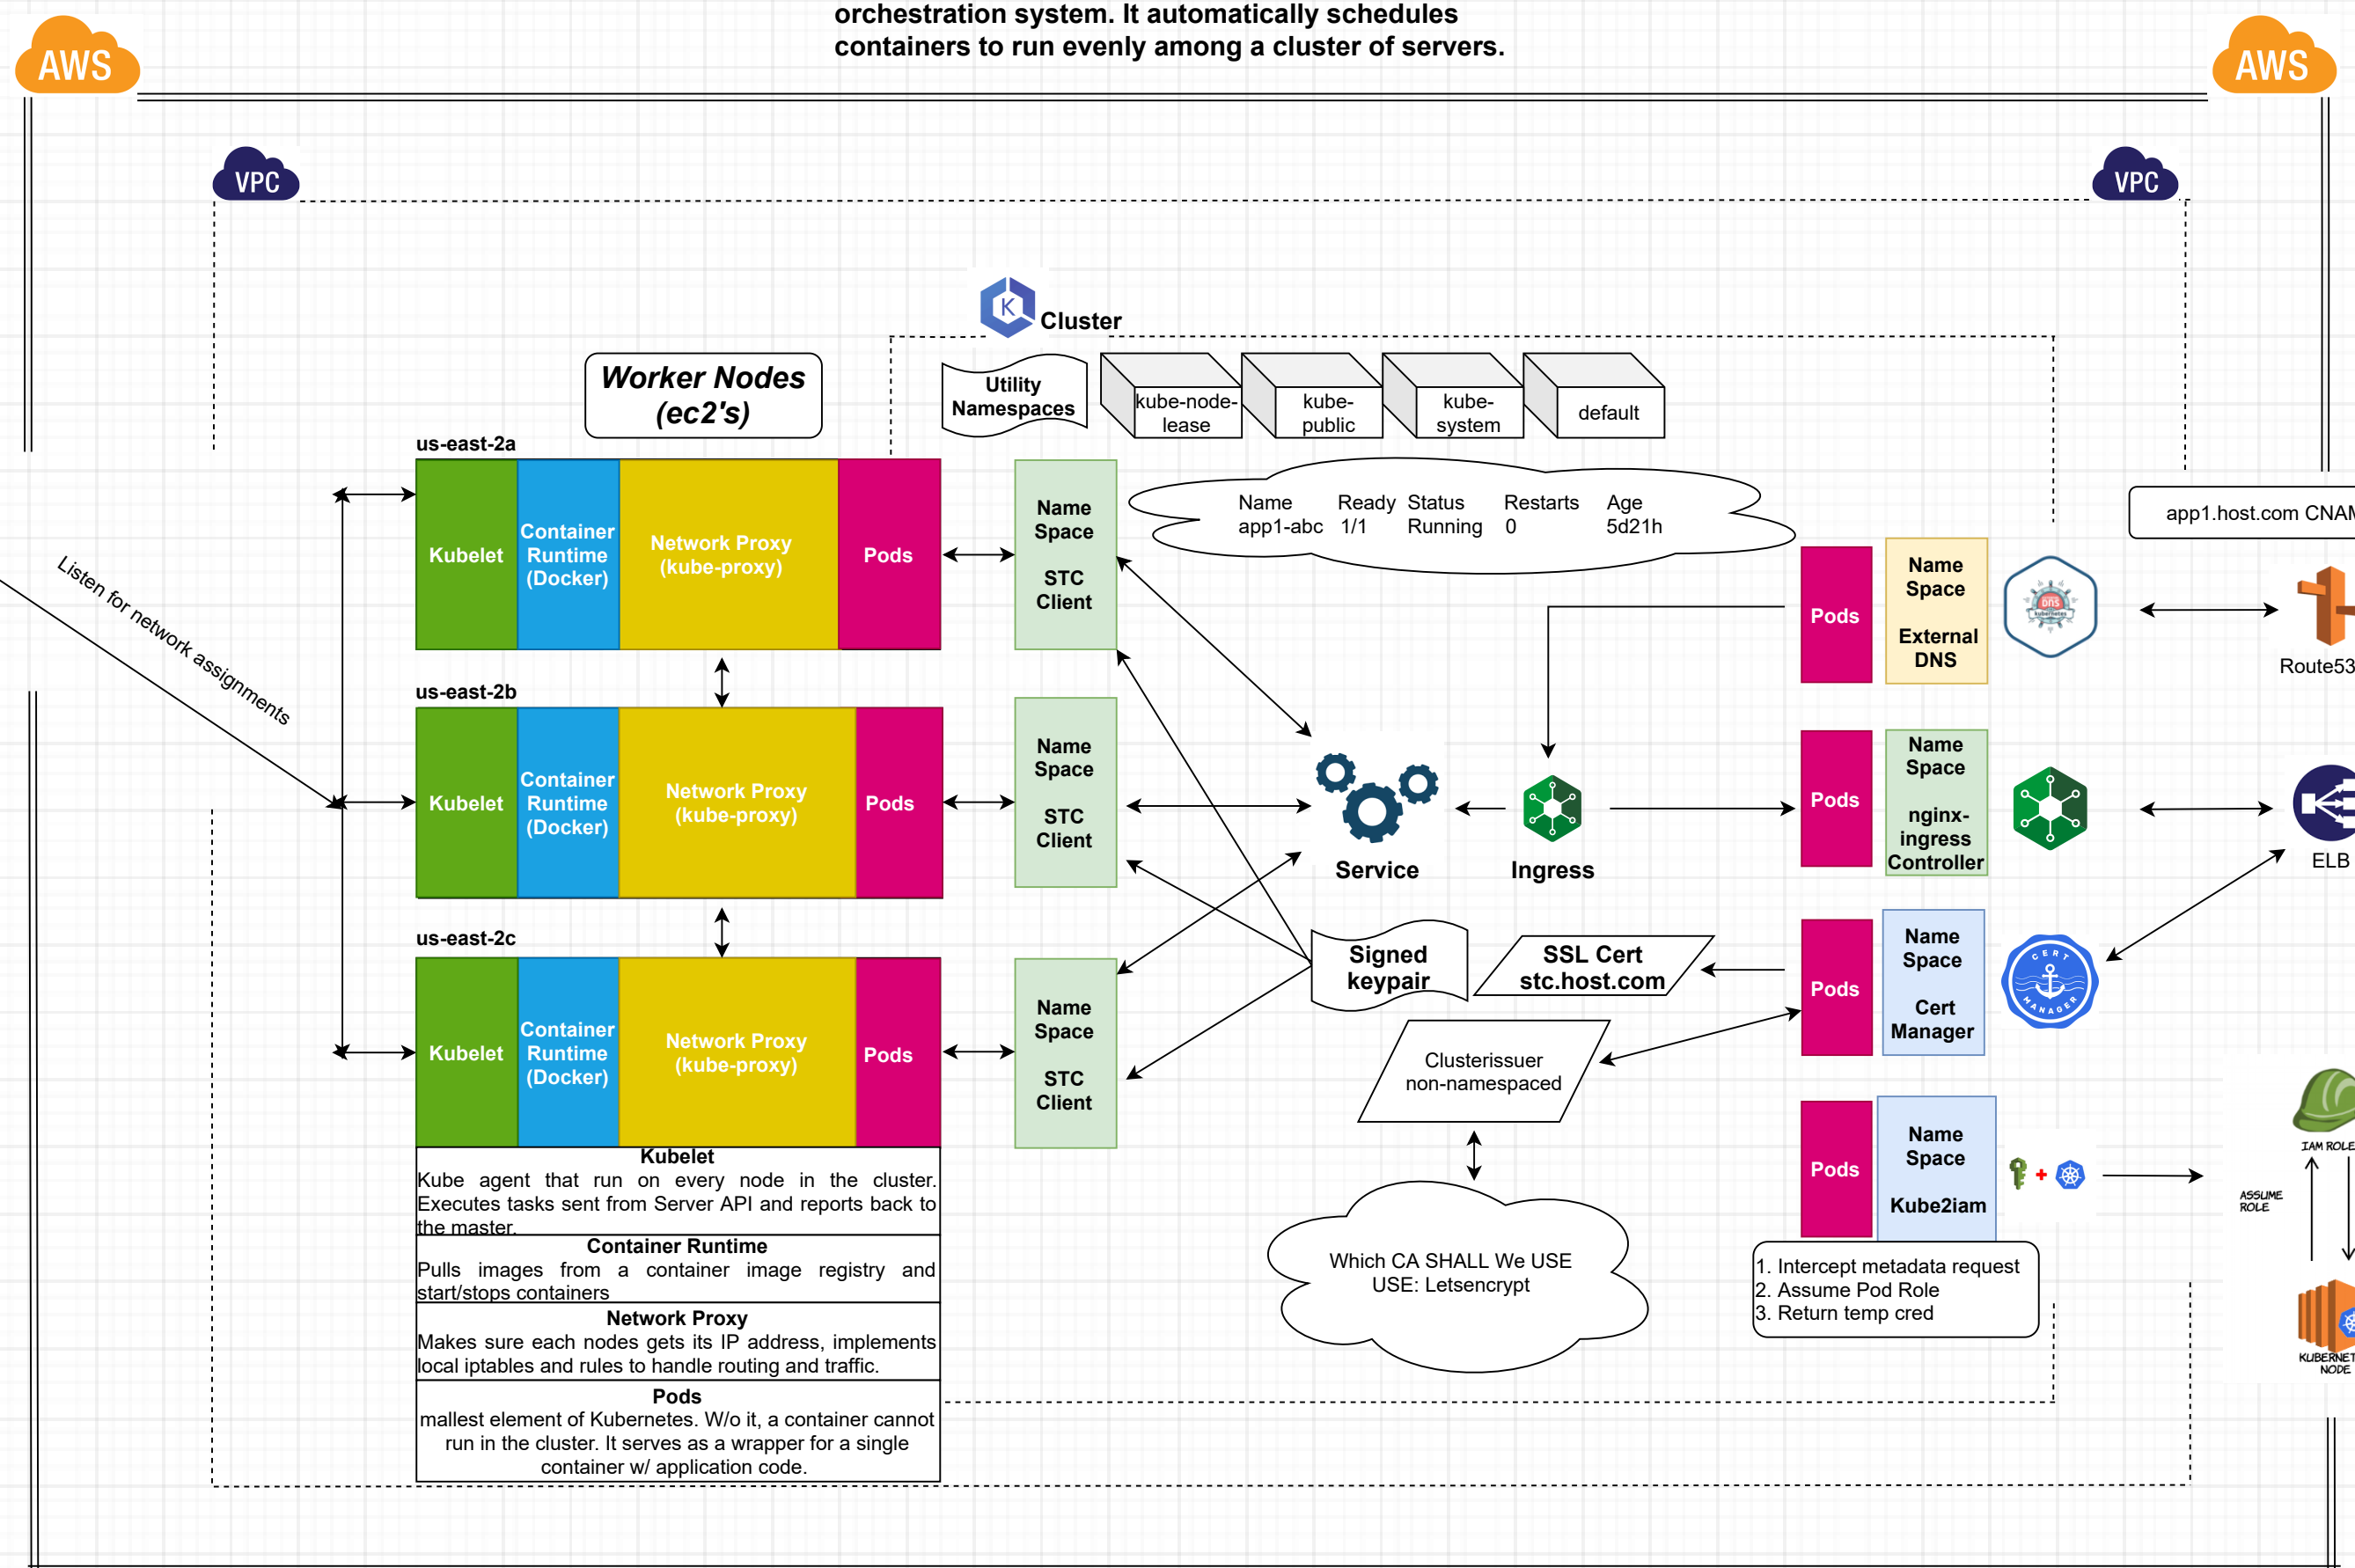 orchestration system. It automatically schedules
containers to run evenly among a cluster of servers.
AWS
AWS
VPC
VPC
K
Cluster
Worker Nodes
(ec2's)
Utility
Namespaces
kube-node-
lease
kube-
public
kube-
system
default
us-east-2a
Kubelet
Container
Runtime
(Docker)
Network Proxy
(kube-proxy)
Pods
Name
Space
STC
Client
Name Ready Status Restarts Age
app1-abc 1/1 Running 0 5d21h
Listen for network assignments
us-east-2b
Kubelet
Container
Runtime
(Docker)
Network Proxy
(kube-proxy)
Pods
Name
Space
STC
Client
us-east-2c
Kubelet
Container
Runtime
(Docker)
Network Proxy
(kube-proxy)
Pods
Name
Space
STC
Client
Kubelet
Kube agent that run on every node in the cluster.
Executes tasks sent from Server API and reports back to
the master.
Container Runtime
Pulls images from a container image registry and
start/stops containers
Network Proxy
Makes sure each nodes gets its IP address, implements
local iptables and rules to handle routing and traffic.
Pods
mallest element of Kubernetes. W/o it, a container cannot
run in the cluster. It serves as a wrapper for a single
container w/ application code.
Service
Ingress
Signed
keypair
SSL Cert
stc.host.com
Clusterissuer
non-namespaced
Which CA SHALL We USE
USE: Letsencrypt
Pods
Name
Space
External
DNS
DNS
kubernetes
app1.host.com CNAM
Route53
Pods
Name
Space
nginx-
ingress
Controller
ELB
Pods
Name
Space
Cert
Manager
CERT
MANAGER
Pods
Name
Space
Kube2iam
+
1. Intercept metadata request
2. Assume Pod Role
3. Return temp cred
IAM ROLE
ASSUME
ROLE
KUBERNET
NODE